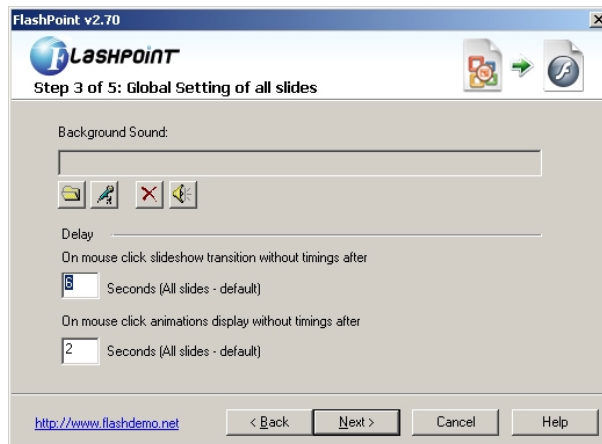 FlashPoint v2.70
FLASHPOINT
Step 3 of 5: Global Setting of all slides
Background Sound:
Delay
On mouse click slideshow transition without timings after
6 Seconds (All slides - default)
On mouse click animations display without timings after
2 Seconds (All slides - default)
http://www.flashdemo.net < Back Next > Cancel Help